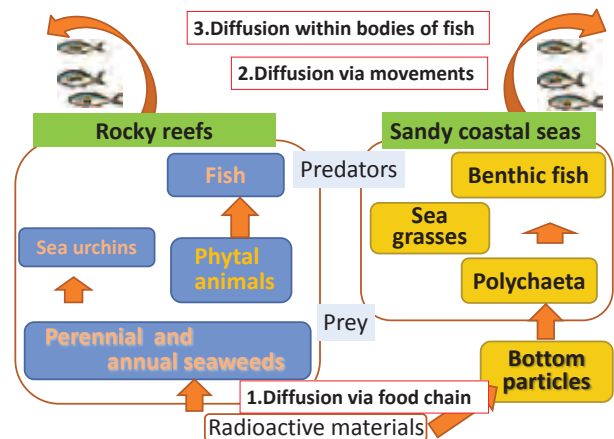 3.Diffusion within bodies of fish
2.Diffusion via movements
Rocky reefs
Sandy coastal seas
Fish
Predators
Benthic fish
Sea
grasses
Sea urchins
Phytal
animals
Polychaeta
Prey
Perennial and
annual seaweeds
Bottom
particles
1.Diffusion via food chain
Radioactive materials